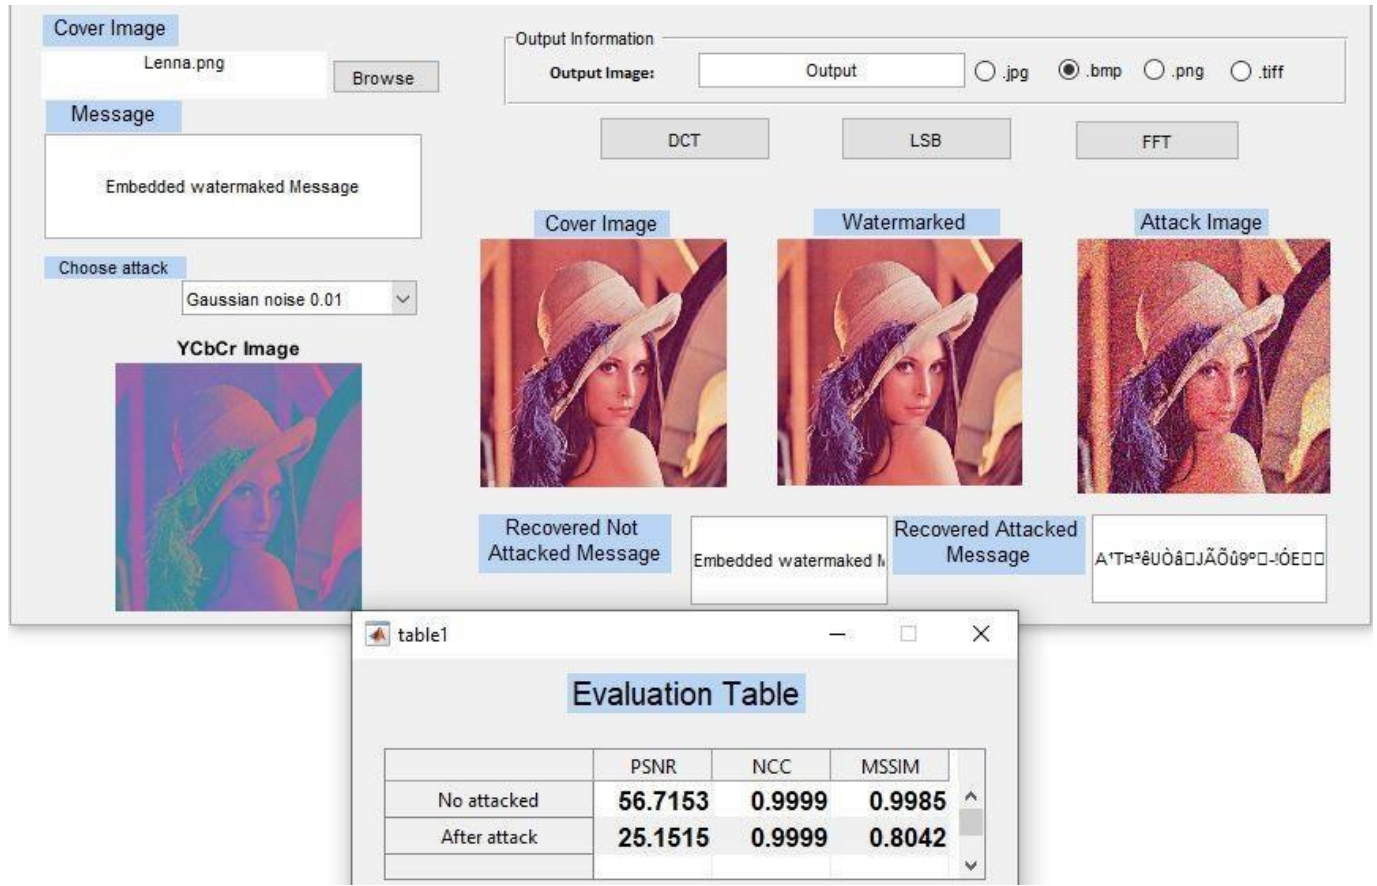 Cover Image
Lenna.png
Browse
Message
Embedded watermaked Message
Choose attack
Gaussian noise 0.01
YCbCr Image
Output Information
Output Image:
Output
.jpg
.bmp
.png
.tiff
DCT
LSB
FFT
Cover Image
Watermarked
Attack Image
Recovered Not
Attacked Message
Embedded watermaked M
Recovered Attacked
Message
table1
Evaluation Table
PSNR NCC MSSIM
No attacked 56.7153 0.9999 0.9985
After attack 25.1515 0.9999 0.8042